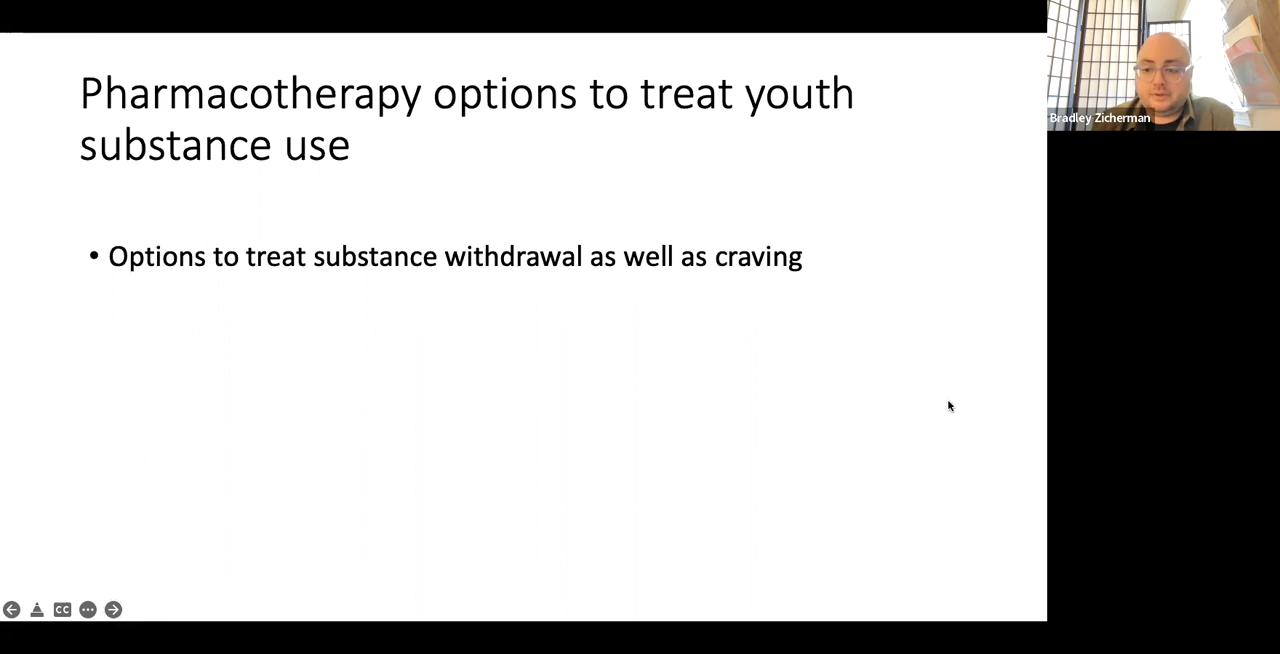 Pharmacotherapy options to treat youth
substance use
• Options to treat substance withdrawal as well as craving
Bradley Zicherman
CC